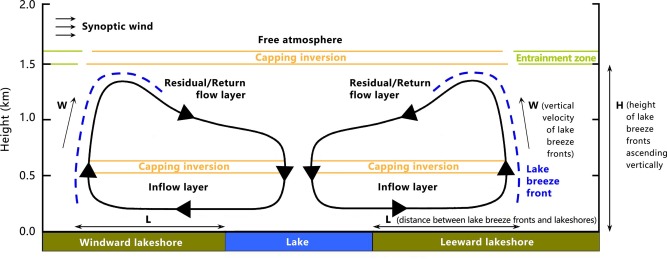 2.0
Synoptic wind
Free atmosphere
Capping inversion
Entrainment zone
1.5
Residual/Return
flow layer
Residual/Return
flow layer
W
W (vertical
velocity
of lake
breeze
fronts)
H (height
of lake
breeze
fronts
ascending
vertically)
Height (km)
1.0
Capping inversion
Capping inversion
Lake
breeze
front
0.5
Inflow layer
Inflow layer
L
L (distance between lake breeze fronts and lakeshores)
0.0
Windward lakeshore
Lake
Leeward lakeshore